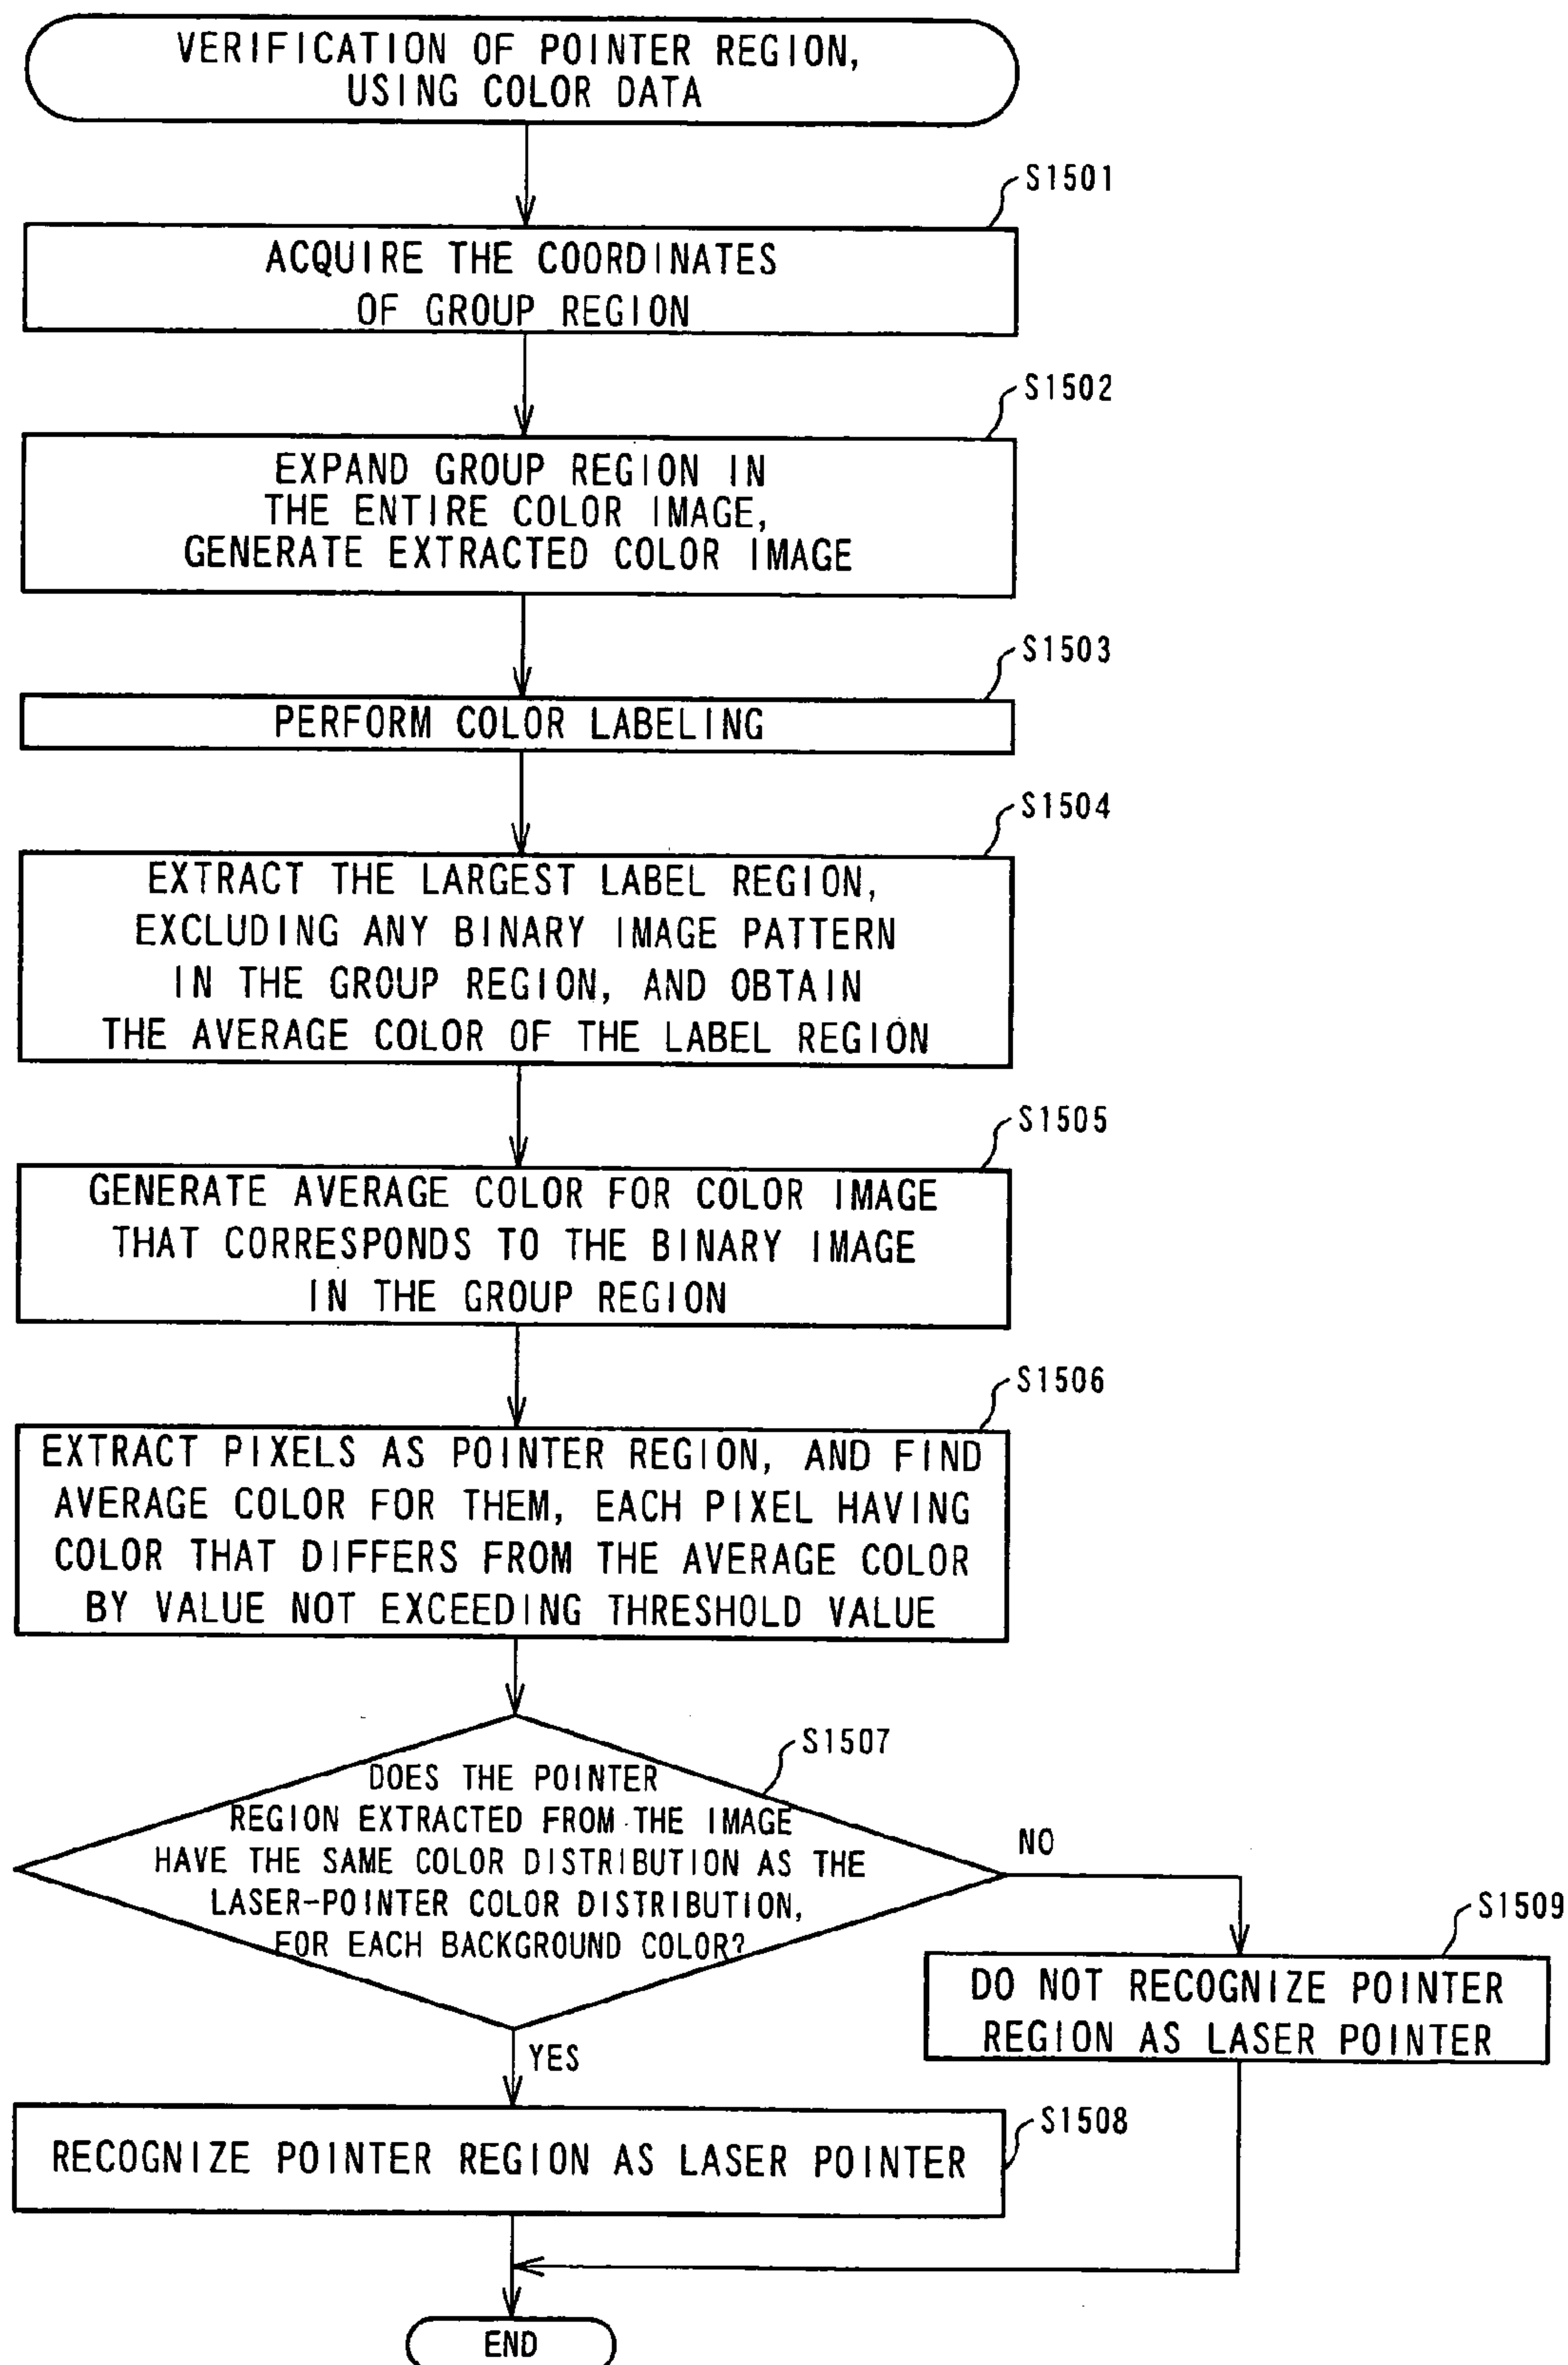 VERIFICATION OF POINTER REGION,
USING COLOR DATA
S1501
ACQUIRE THE COORDINATES
OF GROUP REGION
S1502
EXPAND GROUP REGION IN
THE ENTIRE COLOR IMAGE,
GENERATE EXTRACTED COLOR IMAGE
S1503
PERFORM COLOR LABELING
S1504
EXTRACT THE LARGEST LABEL REGION,
EXCLUDING ANY BINARY IMAGE PATTERN
IN THE GROUP REGION, AND OBTAIN
THE AVERAGE COLOR OF THE LABEL REGION
S1505
GENERATE AVERAGE COLOR FOR COLOR IMAGE
THAT CORRESPONDS TO THE BINARY IMAGE
IN THE GROUP REGION
S1506
EXTRACT PIXELS AS POINTER REGION, AND FIND
AVERAGE COLOR FOR THEM, EACH PIXEL HAVING
COLOR THAT DIFFERS FROM THE AVERAGE COLOR
BY VALUE NOT EXCEEDING THRESHOLD VALUE
S1507
DOES THE POINTER
REGION EXTRACTED FROM THE IMAGE
HAVE THE SAME COLOR DISTRIBUTION AS THE
LASER-POINTER COLOR DISTRIBUTION,
FOR EACH BACKGROUND COLOR?
NO
S1509
DO NOT RECOGNIZE POINTER
REGION AS LASER POINTER
YES
S1508
RECOGNIZE POINTER REGION AS LASER POINTER
END